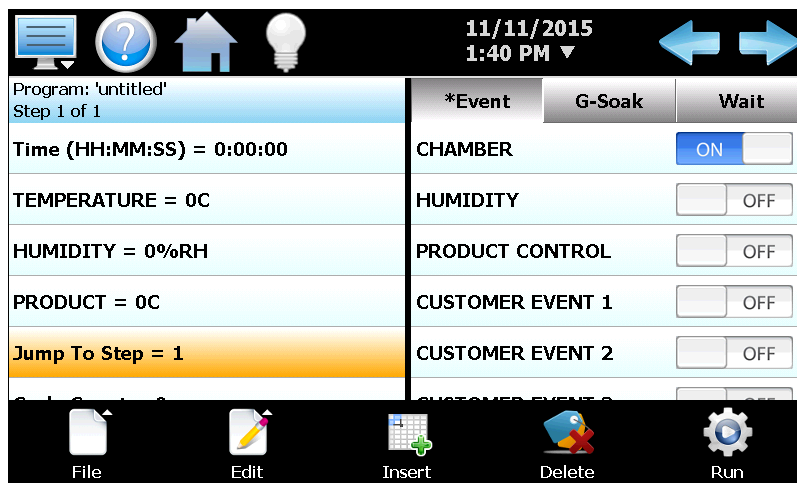 11/11/2015
1:40 PM ▼
Program: 'untitled'
Step 1 of 1
*Event G-Soak Wait
Time (HH:MM:SS) = 0:00:00
CHAMBER ON
TEMPERATURE = 0C
HUMIDITY OFF
HUMIDITY = 0%RH
PRODUCT CONTROL OFF
PRODUCT = 0C
CUSTOMER EVENT 1 OFF
Jump To Step = 1
CUSTOMER EVENT 2 OFF
File Edit Insert Delete Run